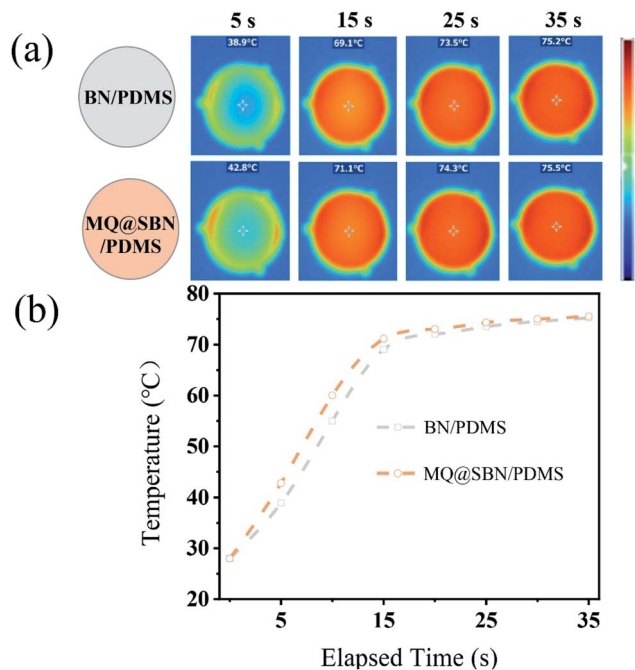 (a)
5 s 15 s 25 s 35 s
BN/PDMS
38.9°C 69.1°C 73.5°C 75.2°C
MQ@SBN
/PDMS
42.8°C 71.1°C 74.3°C 75.5°C
(b)
Temperature (°C)
80
70
60
50
40
30
20
BN/PDMS
MQ@SBN/PDMS
5 15 25 35
Elapsed Time (s)